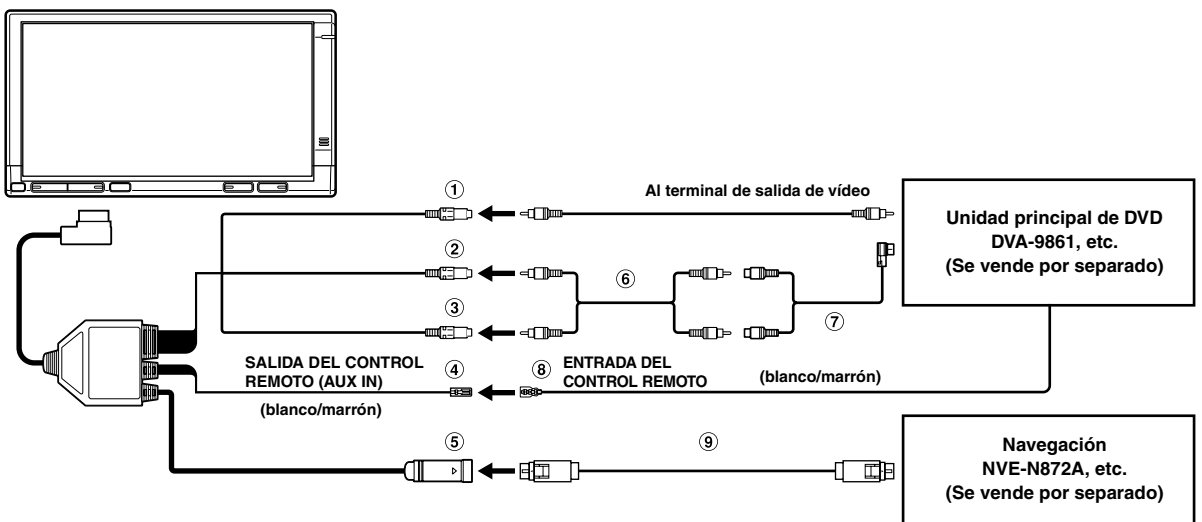 ①
Al terminal de salida de vídeo
Unidad principal de DVD
DVA-9861, etc.
(Se vende por separado)
②
⑥
③
⑦
SALIDA DEL CONTROL
REMOTO (AUX IN)
(blanco/marrón)
④
⑧
ENTRADA DEL
CONTROL REMOTO
(blanco/marrón)
⑤
⑨
Navegación
NVE-N872A, etc.
(Se vende por separado)